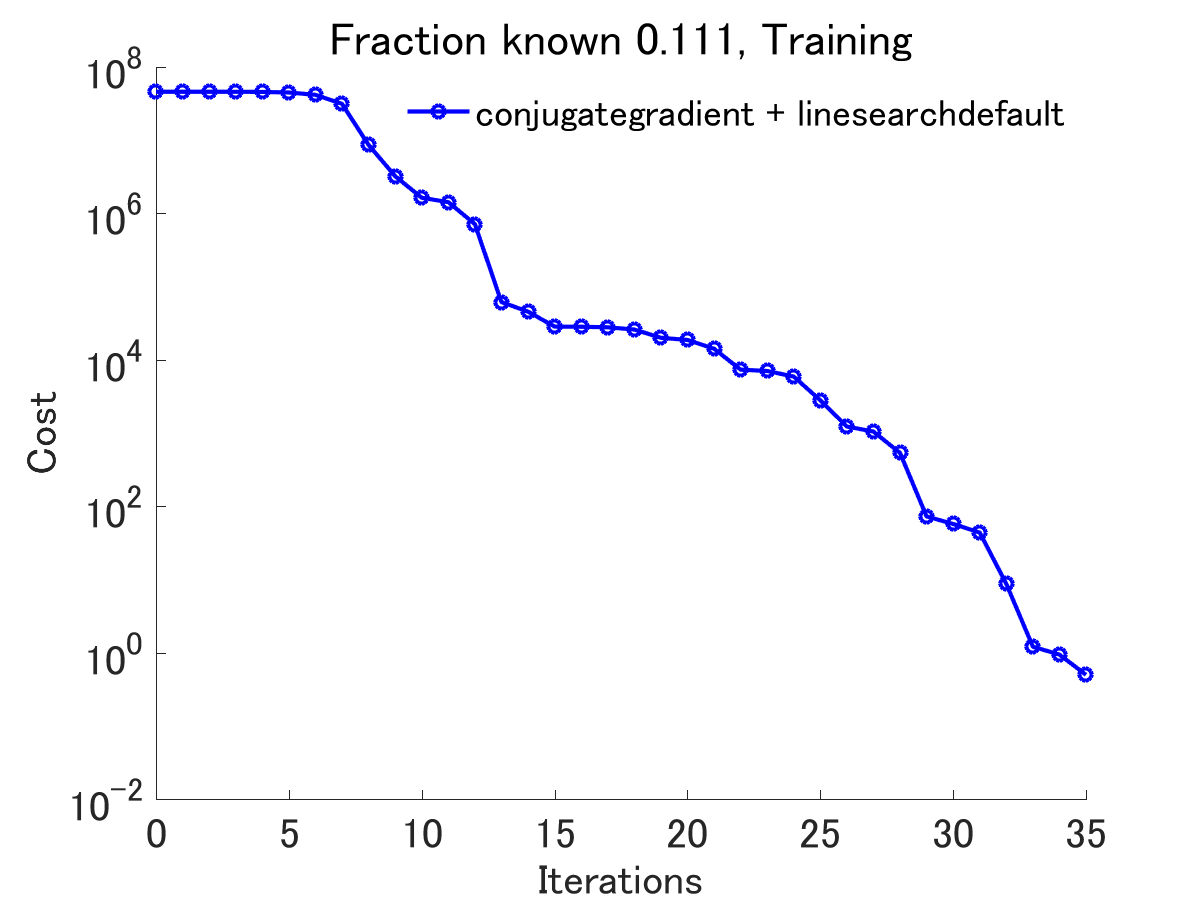 Fraction known 0.111, Training
conjugategradient + linesearchdefault
10^8
10^6
10^4
10^2
10^0
10^-2
Cost
0 5 10 15 20 25 30 35
Iterations